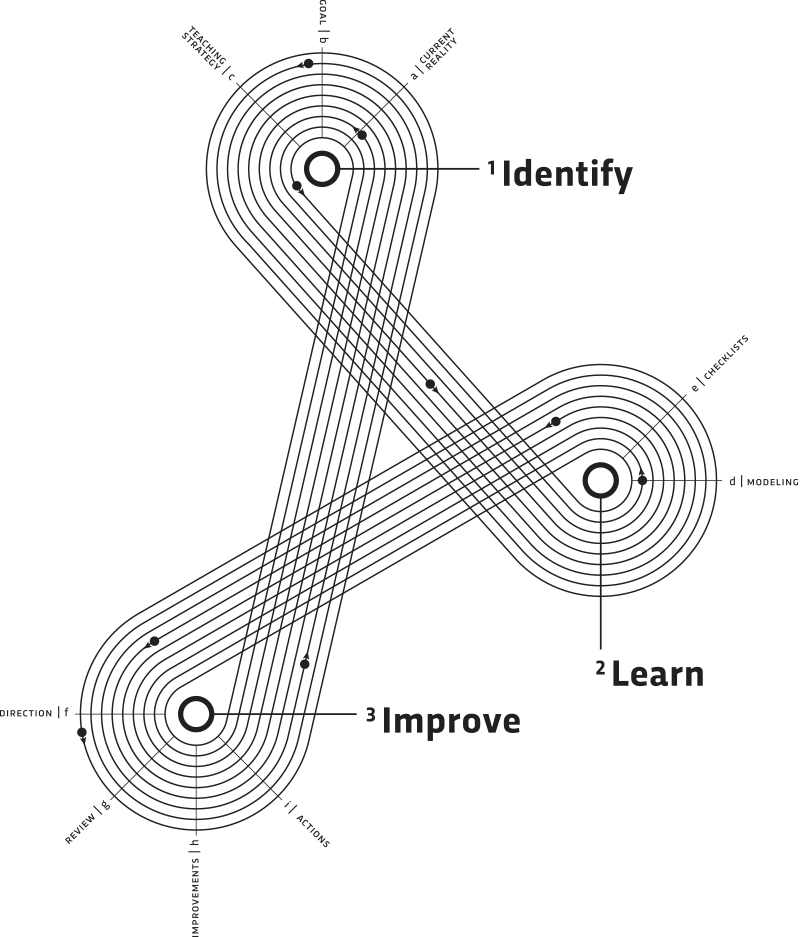 GOAL | b
a | CURRENT
REALITY
TEACHING
STRATEGY | c
1 Identify
e | CHECKLISTS
d | MODELING
2 Learn
DIRECTION | f
3 Improve
REVIEW | g
i | ACTIONS
IMPROVEMENTS | h